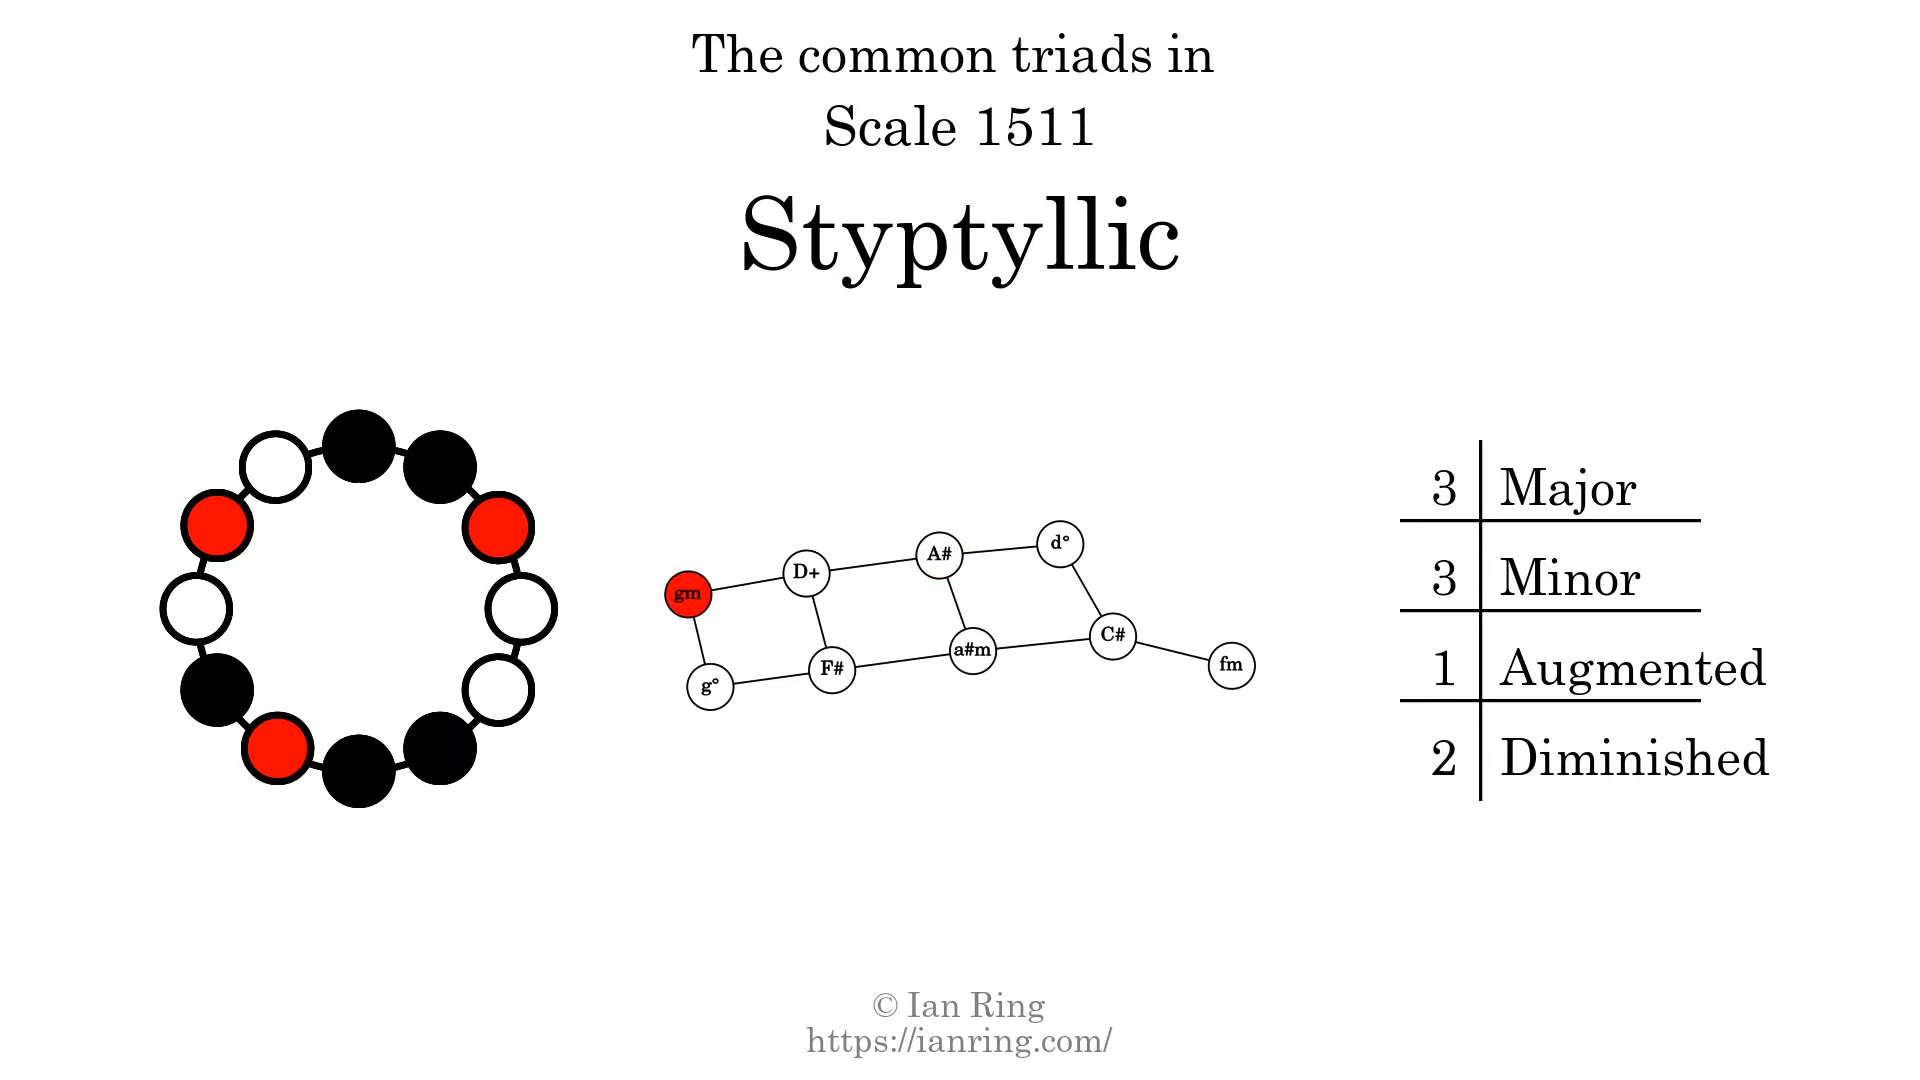 The common triads in
Scale 1511
Styptyllic
gm
D+
A#
d°
g°
F#
a#m
C#
fm
3 Major
3 Minor
1 Augmented
2 Diminished
© Ian Ring
https://ianring.com/